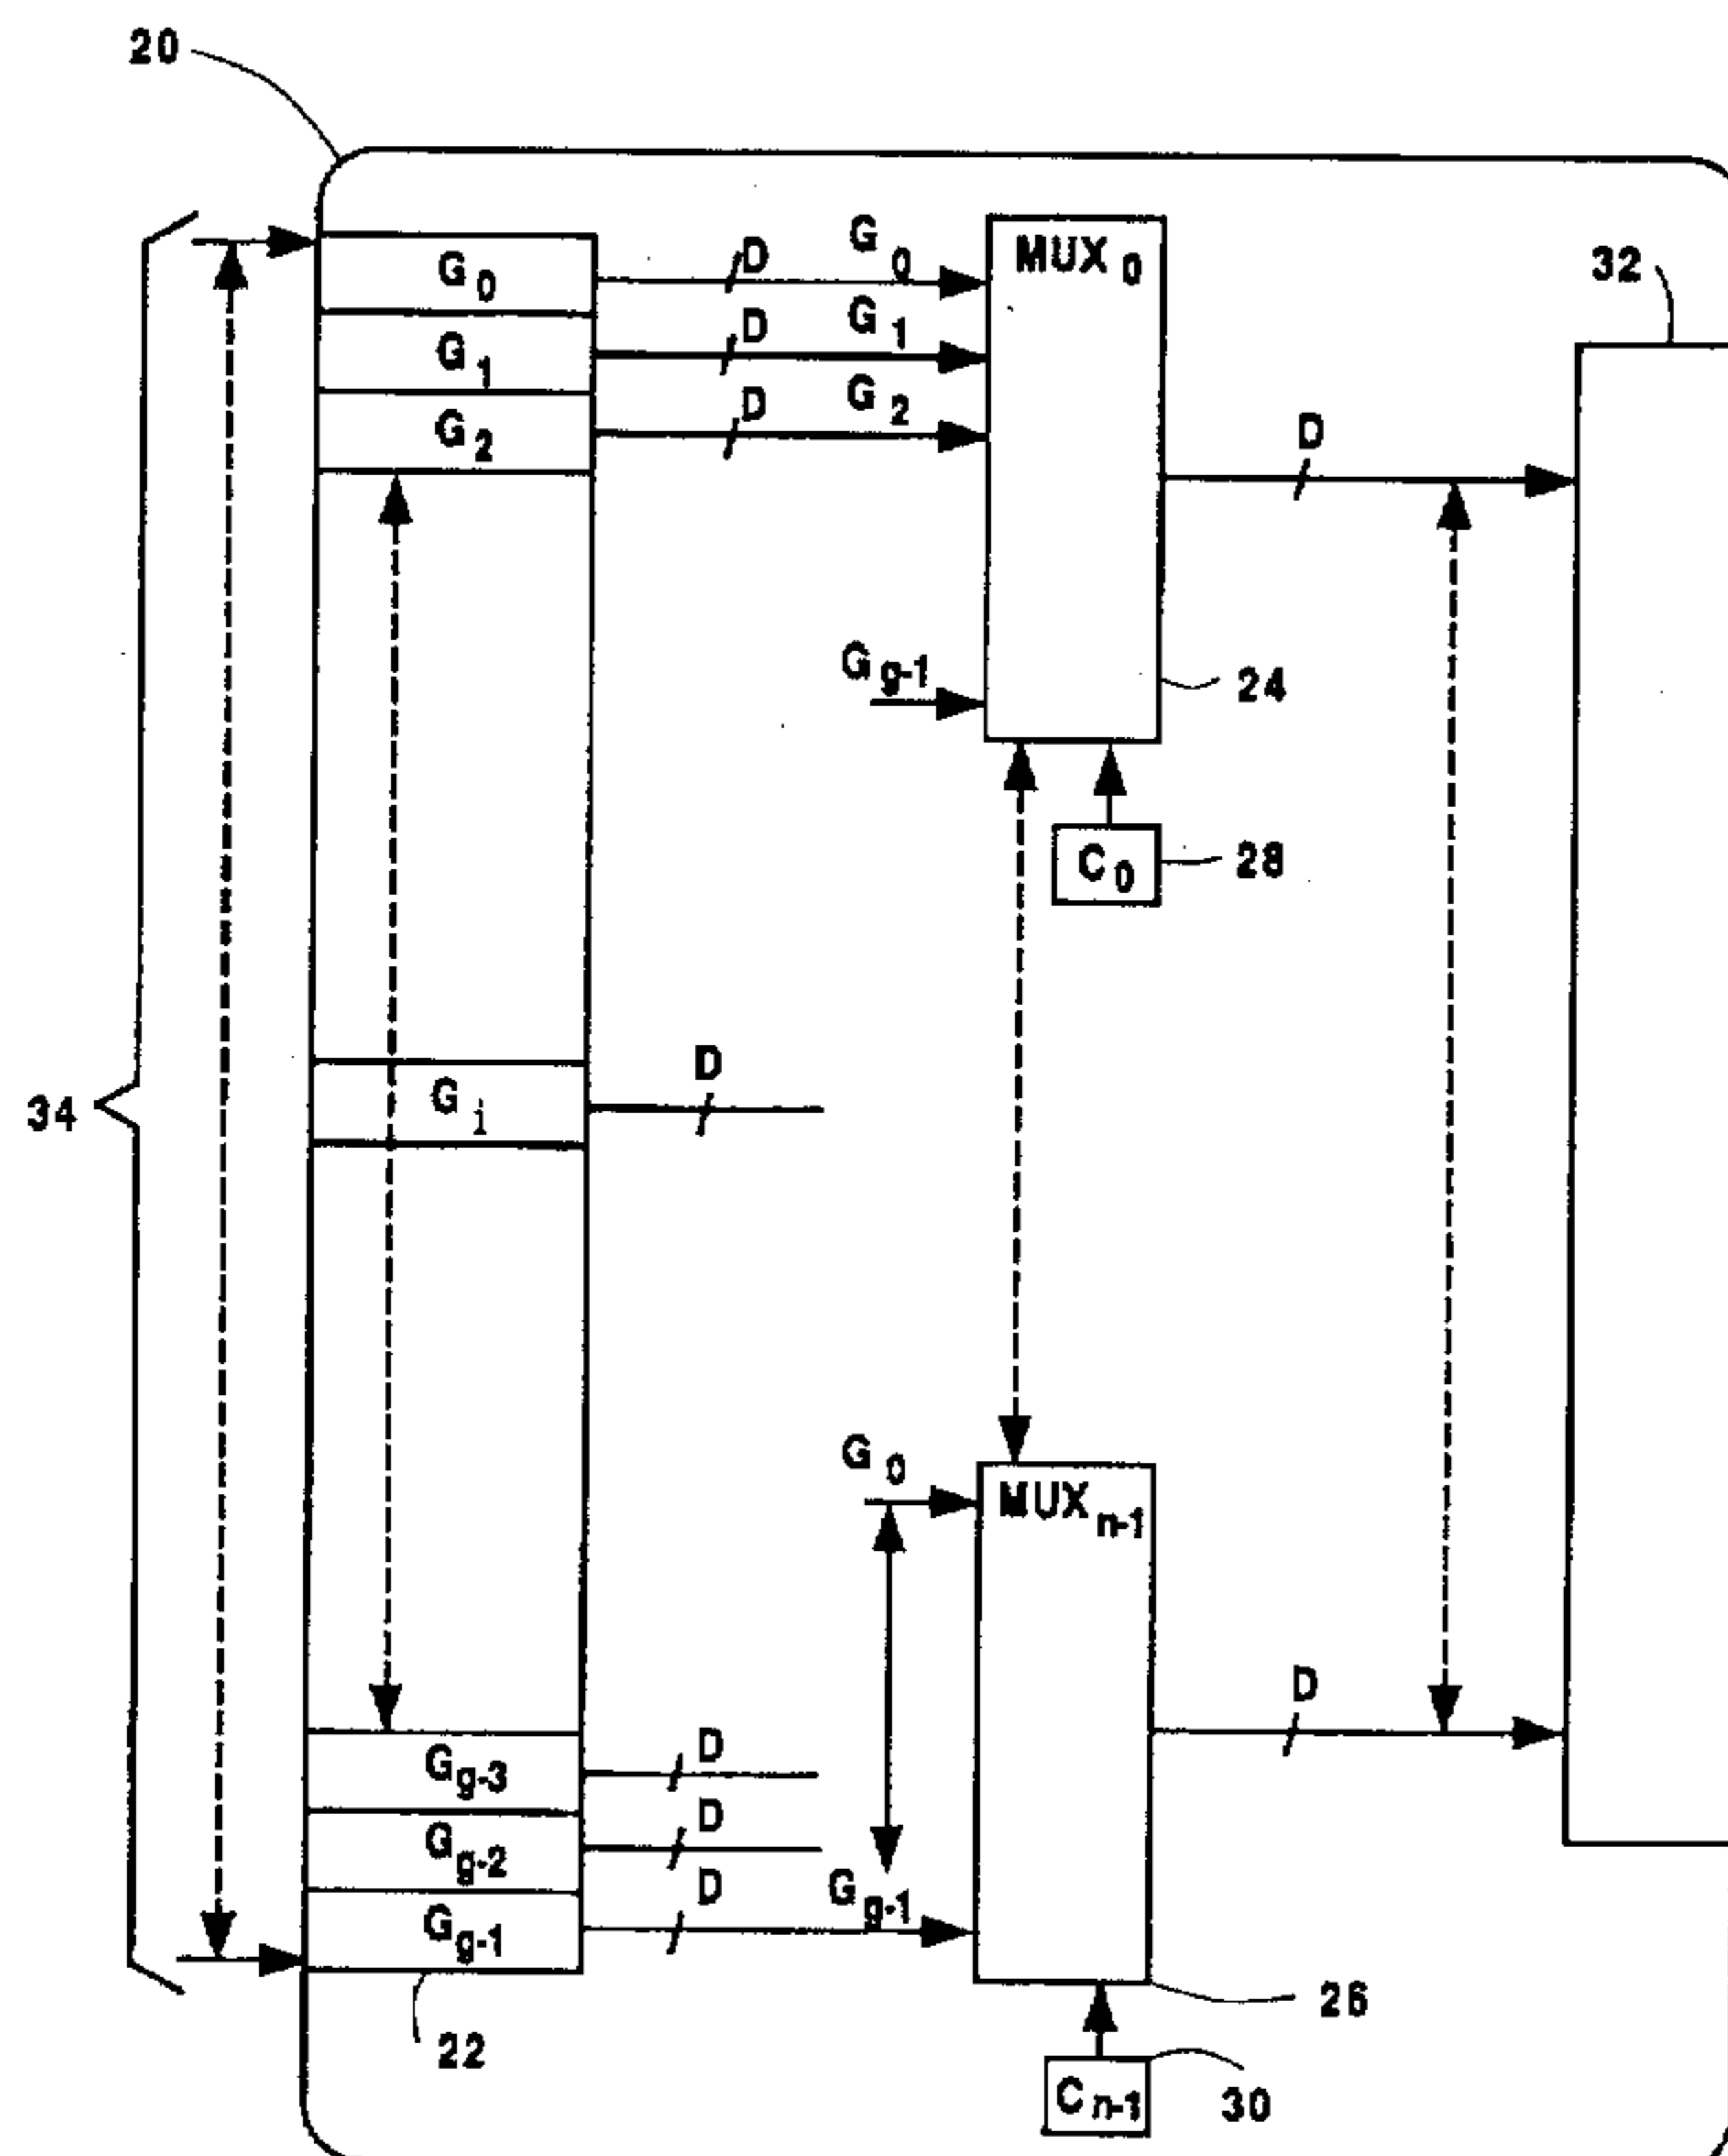 20
G0 D G0 MUX0 32
G1 D G1
G2 D G2
D
Gg-1
24
C0 28
34
Gi D
G0
MUXn-1
D
Gg-3 D
Gg-2 D
Gg-1 D Gg-1
26
22
Cn-1 30